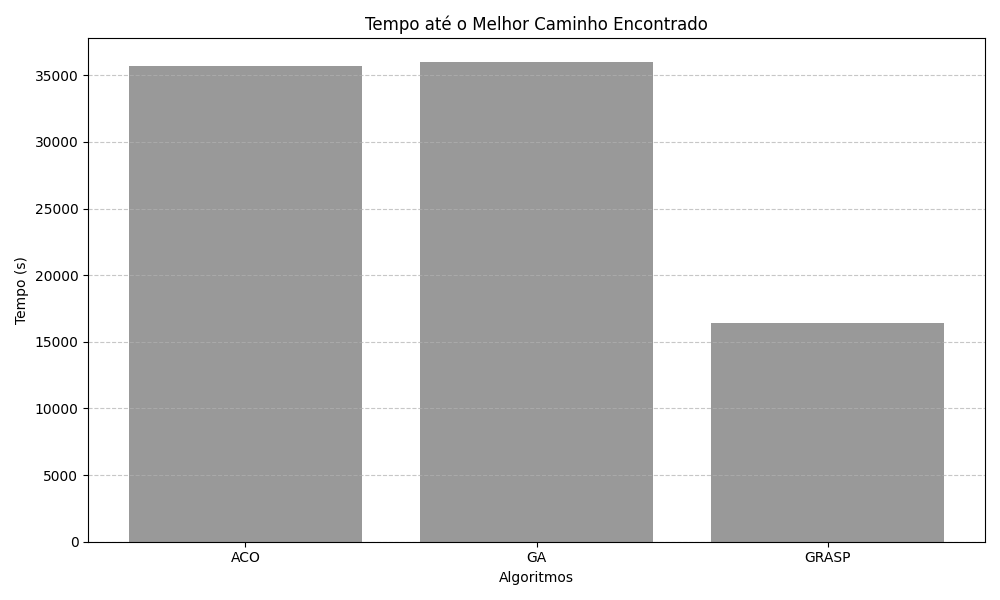 Tempo até o Melhor Caminho Encontrado
Tempo (s)
35000
30000
25000
20000
15000
10000
5000
0
ACO
GA
GRASP
Algoritmos